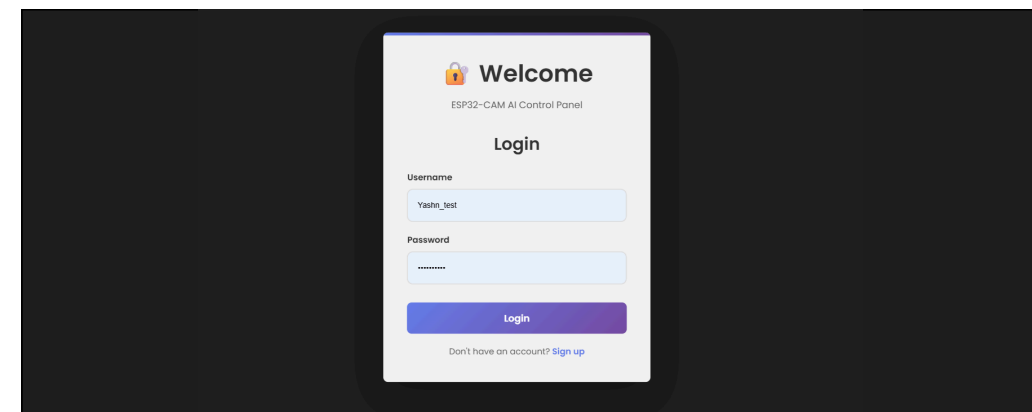 Welcome
ESP32-CAM AI Control Panel
Login
Username
Yashn_test
Password
••••••••••
Login
Don't have an account? Sign up